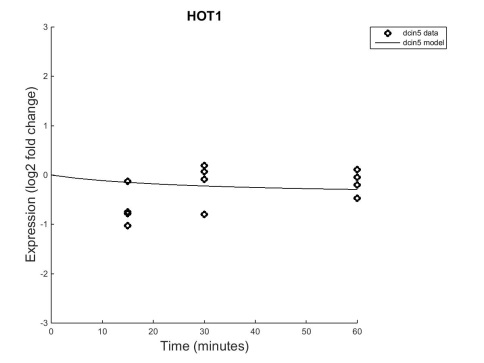 HOT1
dcin5 data
dcin5 model
Expression (log2 fold change)
3
2
1
0
-1
-2
-3
0 10 20 30 40 50 60
Time (minutes)